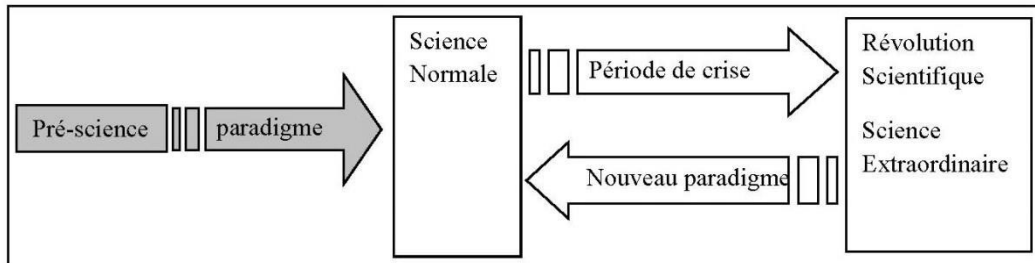 Pré-science
paradigme
Science
Normale
Période de crise
Nouveau paradigme
Révolution
Scientifique
Science
Extraordinaire